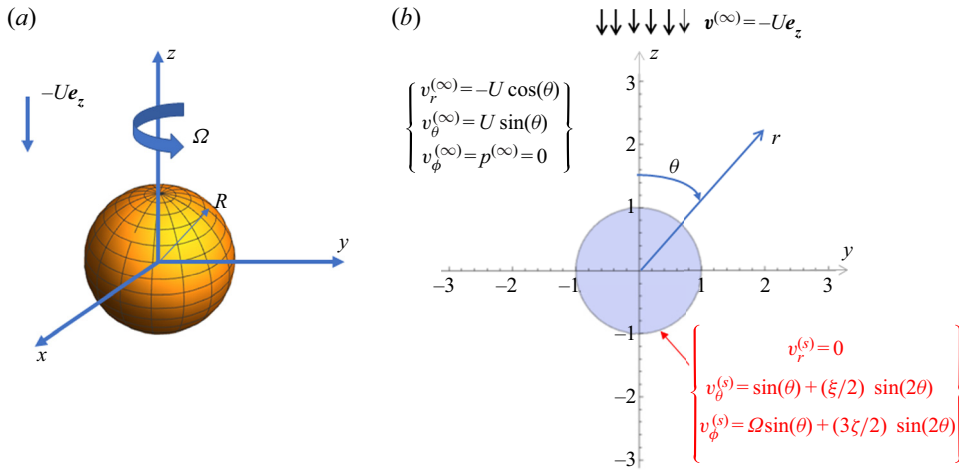 (a)
z
−Ue_z
Ω
R
y
x
(b)
v^(∞) = −Ue_z
z
v_r^(∞) = −U cos(θ)
v_θ^(∞) = U sin(θ)
v_ϕ^(∞) = p^(∞) = 0
3
2
1
r
θ
y
−3 −2 −1 1 2 3
−1
−2
−3
v_r^(s) = 0
v_θ^(s) = sin(θ) + (ξ/2) sin(2θ)
v_ϕ^(s) = Ωsin(θ) + (3ζ/2) sin(2θ)